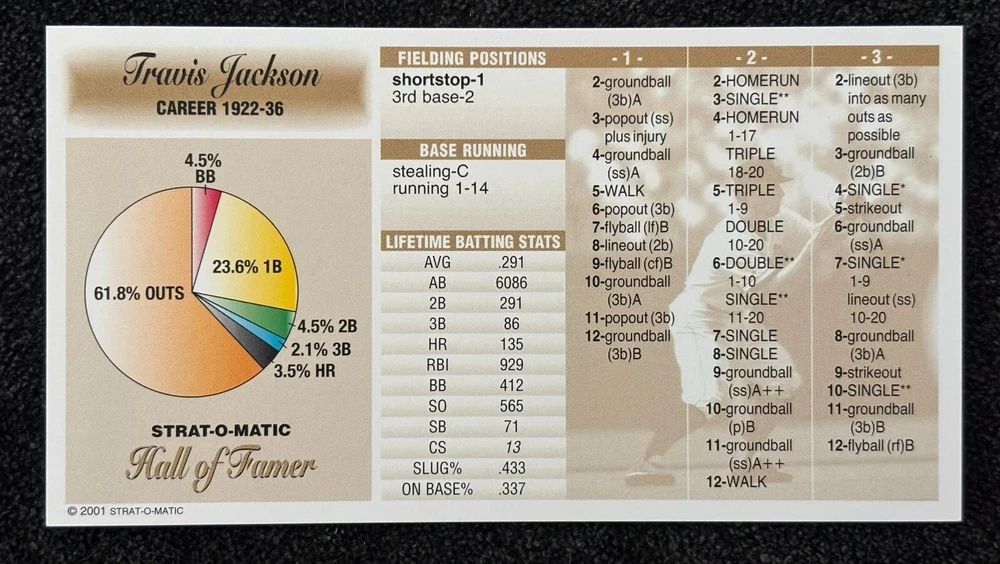 Travis Jackson
CAREER 1922-36
4.5%
BB
23.6% 1B
61.8% OUTS
4.5% 2B
2.1% 3B
3.5% HR
STRAT-O-MATIC
Hall of Famer
© 2001 STRAT-O-MATIC
FIELDING POSITIONS
shortstop-1
3rd base-2
BASE RUNNING
stealing-C
running 1-14
LIFETIME BATTING STATS
AVG .291
AB 6086
2B 291
3B 86
HR 135
RBI 929
BB 412
SO 565
SB 71
CS 13
SLUG% .433
ON BASE% .337
- 1 -
2-groundball
(3b)A
3-popout (ss)
plus injury
4-groundball
(ss)A
5-WALK
6-popout (3b)
7-flyball (lf)B
8-lineout (2b)
9-flyball (cf)B
10-groundball
(3b)A
11-popout (3b)
12-groundball
(3b)B
- 2 -
2-HOMERUN
3-SINGLE**
4-HOMERUN
1-17
TRIPLE
18-20
5-TRIPLE
1-9
DOUBLE
10-20
6-DOUBLE**
1-10
SINGLE**
11-20
7-SINGLE
8-SINGLE
9-groundball
(ss)A++
10-groundball
(p)B
11-groundball
(ss)A++
12-WALK
- 3 -
2-lineout (3b)
into as many
outs as
possible
3-groundball
(2b)B
4-SINGLE*
5-strikeout
6-groundball
(ss)A
7-SINGLE*
1-9
lineout (ss)
10-20
8-groundball
(3b)A
9-strikeout
10-SINGLE**
11-groundball
(3b)B
12-flyball (rf)B